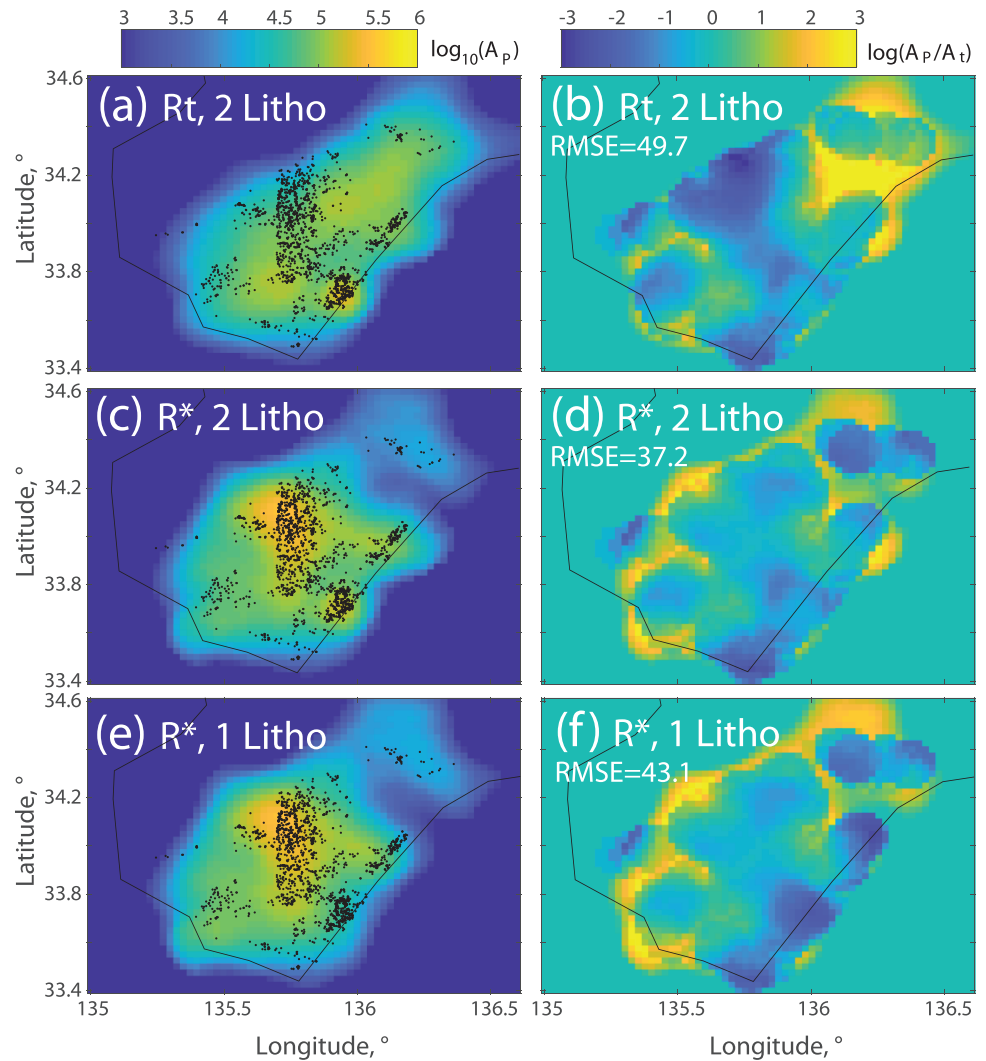 3 3.5 4 4.5 5 5.5 6
log₁₀(A P)
-3 -2 -1 0 1 2 3
log(A P/A t)
(a) Rt, 2 Litho
(b) Rt, 2 Litho
RMSE=49.7
34.6
34.2
33.8
33.4
Latitude, °
(c) R*, 2 Litho
(d) R*, 2 Litho
RMSE=37.2
34.6
34.2
33.8
33.4
Latitude, °
(e) R*, 1 Litho
(f) R*, 1 Litho
RMSE=43.1
34.6
34.2
33.8
33.4
Latitude, °
135 135.5 136 136.5
135 135.5 136 136.5
Longitude, °
Longitude, °